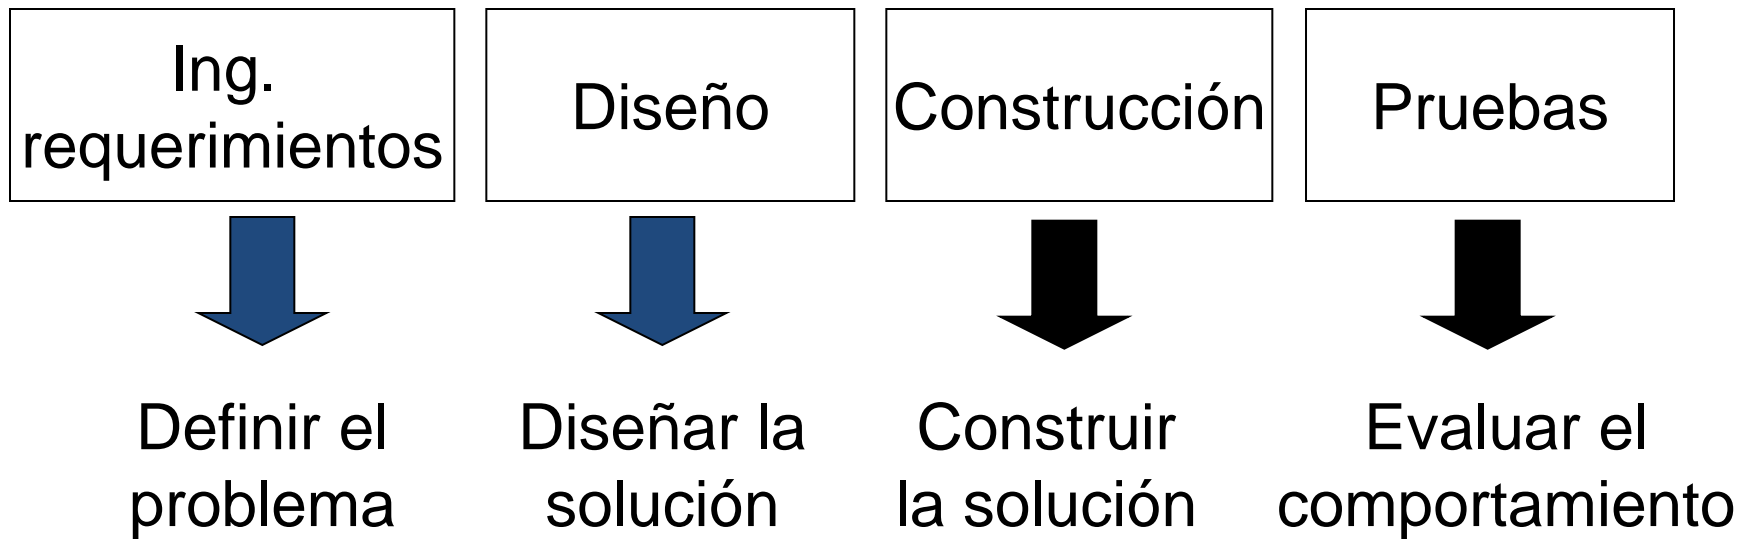 Ing.
requerimientos
Diseño
Construcción
Pruebas
Definir el
problema
Diseñar la
solución
Construir
la solución
Evaluar el
comportamiento